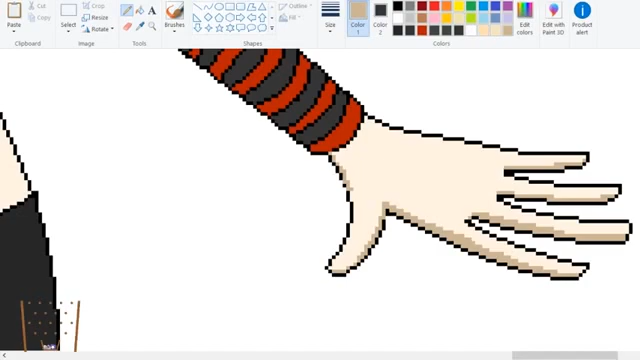 Paste
Cut
Copy
Clipboard
Select
Crop
Resize
Rotate
Image
Tools
Brushes
Outline
Fill
Shapes
Size
Color
1
Color
2
Colors
Edit
colors
Edit with
Paint 3D
Product
alert